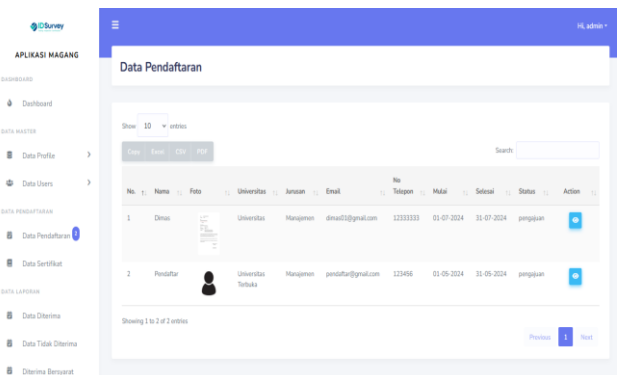 IDSurvey
Hi, admin
APLIKASI MAGANG
Data Pendaftaran
DASHBOARD
Dashboard
DATA MASTER
Data Profile
Data Users
DATA PENDAFTARAN
Data Pendaftaran
Data Sertifikat
DATA LAPORAN
Data Diterima
Data Tidak Diterima
Diterima Bersyarat
Show 10 entries
Copy Excel CSV PDF
Search:
No. Nama Foto Universitas Jurusan Email No Telepon Mulai Selesai Status Action
1 Dimas Universitas Manajemen dimas01@gmail.com 12333333 01-07-2024 31-07-2024 pengajuan
2 Pendaftar Universitas Terbuka Manajemen pendaftar@gmail.com 123456 01-05-2024 31-05-2024 pengajuan
Showing 1 to 2 of 2 entries
Previous 1 Next